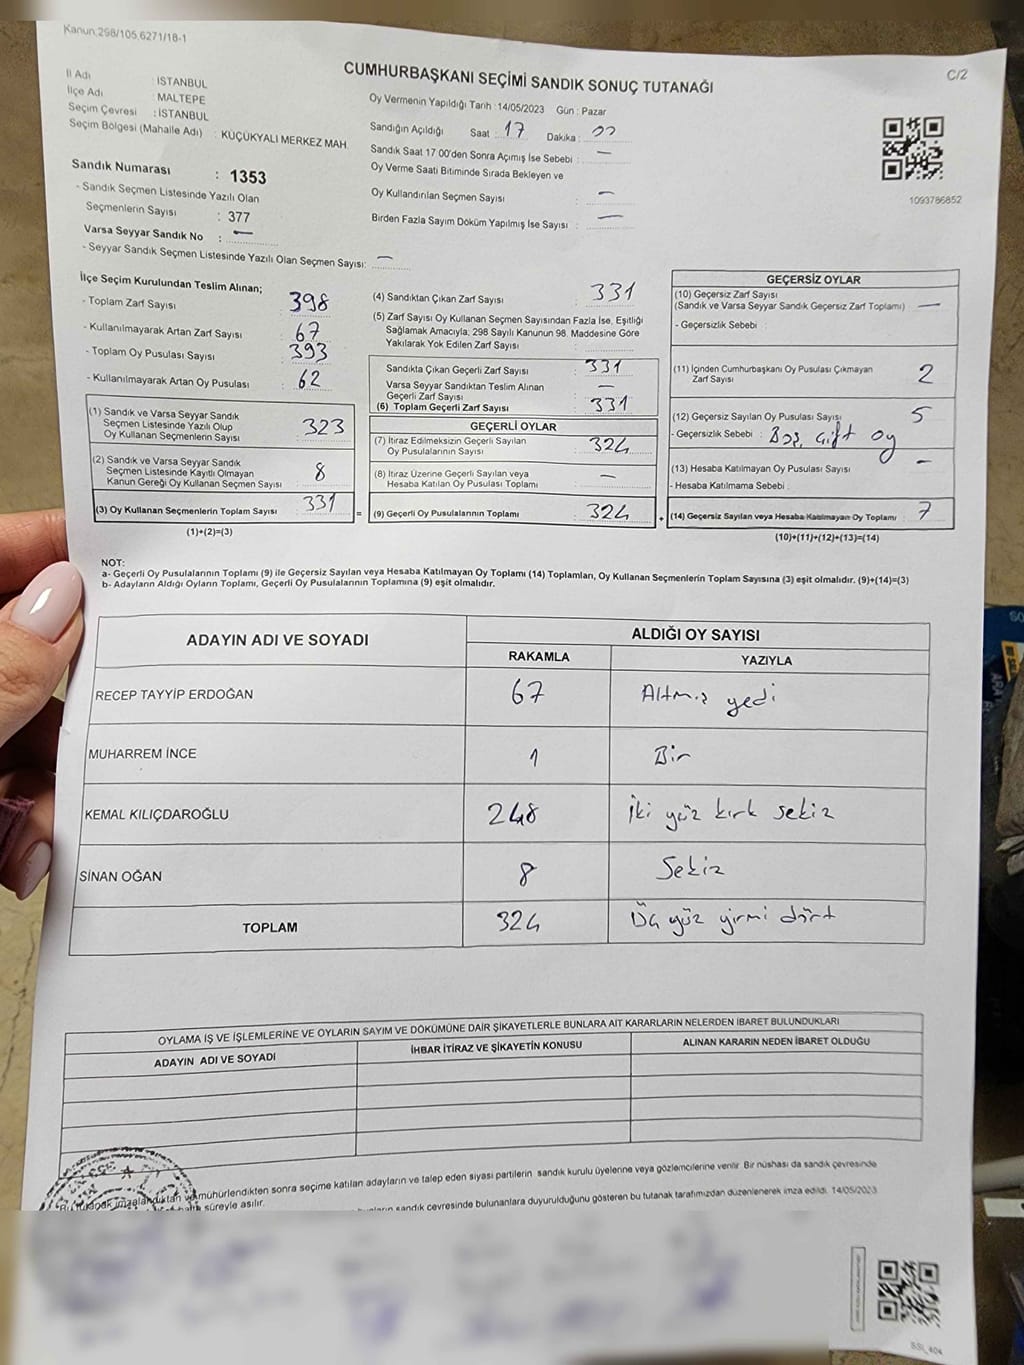 Kanun:298/105,6271/18-1
C/2
CUMHURBAŞKANI SEÇİMİ SANDIK SONUÇ TUTANAĞI
İl Adı : İSTANBUL
İlçe Adı : MALTEPE
Seçim Çevresi : İSTANBUL
Seçim Bölgesi (Mahalle Adı) : KÜÇÜKYALI MERKEZ MAH.
Oy Vermenin Yapıldığı Tarih :14/05/2023 Gün : Pazar
Sandığın Açıldığı Saat : 17 Dakika :
Sandık Saat 17 00'den Sonra Açımış İse Sebebi : —
Oy Verme Saati Bitiminde Sırada Bekleyen ve
Oy Kullandırılan Seçmen Sayısı : —
Birden Fazla Sayım Döküm Yapılmış İse Sayısı : —
1093786852
Sandık Numarası : 1353
- Sandık Seçmen Listesinde Yazılı Olan
Seçmenlerin Sayısı : 377
Varsa Seyyar Sandık No : —
- Seyyar Sandık Seçmen Listesinde Yazılı Olan Seçmen Sayısı: —
İlçe Seçim Kurulundan Teslim Alınan;
- Toplam Zarf Sayısı : 398
- Kullanılmayarak Artan Zarf Sayısı : 67
- Toplam Oy Pusulası Sayısı : 393
- Kullanılmayarak Artan Oy Pusulası : 62
(1) Sandık ve Varsa Seyyar Sandık
Seçmen Listesinde Yazılı Olup
Oy Kullanan Seçmenlerin Sayısı : 323
(2) Sandık ve Varsa Seyyar Sandık
Seçmen Listesinde Kayıtlı Olmayan
Kanun Gereği Oy Kullanan Seçmen Sayısı : 8
(3) Oy Kullanan Seçmenlerin Toplam Sayısı : 331
(1)+(2)=(3)
(4) Sandıktan Çıkan Zarf Sayısı : 331
(5) Zarf Sayısı Oy Kullanan Seçmen Sayısından Fazla İse, Eşitliği
Sağlamak Amacıyla, 298 Sayılı Kanunun 98. Maddesine Göre
Yakılarak Yok Edilen Zarf Sayısı :
Sandıkta Çıkan Geçerli Zarf Sayısı : 331
Varsa Seyyar Sandıktan Teslim Alınan
Geçerli Zarf Sayısı : —
(6) Toplam Geçerli Zarf Sayısı : 331
GEÇERLİ OYLAR
(7) İtiraz Edilmeksizin Geçerli Sayılan
Oy Pusulalarının Sayısı : 324
(8) İtiraz Üzerine Geçerli Sayılan veya
Hesaba Katılan Oy Pusulası Toplamı : —
= (9) Geçerli Oy Pusulalarının Toplamı : 324
GEÇERSİZ OYLAR
(10) Geçersiz Zarf Sayısı
(Sandık ve Varsa Seyyar Sandık Geçersiz Zarf Toplamı) : —
- Geçersizlik Sebebi :
(11) İçinden Cumhurbaşkanı Oy Pusulası Çıkmayan
Zarf Sayısı : 2
(12) Geçersiz Sayılan Oy Pusulası Sayısı : 5
- Geçersizlik Sebebi : Boş, Çift oy
(13) Hesaba Katılmayan Oy Pusulası Sayısı : —
- Hesaba Katılmama Sebebi :
+ (14) Geçersiz Sayılan veya Hesaba Katılmayan Oy Toplamı : 7
(10)+(11)+(12)+(13)=(14)
NOT:
a- Geçerli Oy Pusulalarının Toplamı (9) ile Geçersiz Sayılan veya Hesaba Katılmayan Oy Toplamı (14) Toplamları, Oy Kullanan Seçmenlerin Toplam Sayısına (3) eşit olmalıdır. (9)+(14)=(3)
b- Adayların Aldığı Oyların Toplamı, Geçerli Oy Pusulalarının Toplamına (9) eşit olmalıdır.
ADAYIN ADI VE SOYADI
ALDIĞI OY SAYISI
RAKAMLA YAZIYLA
RECEP TAYYİP ERDOĞAN 67 Altmış yedi
MUHARREM İNCE 1 Bir
KEMAL KILIÇDAROĞLU 248 İki yüz kırk sekiz
SİNAN OĞAN 8 Sekiz
TOPLAM 324 Üç yüz yirmi dört
OYLAMA İŞ VE İŞLEMLERİNE VE OYLARIN SAYIM VE DÖKÜMÜNE DAİR ŞİKAYETLERLE BUNLARA AİT KARARLARIN NELERDEN İBARET BULUNDUKLARI
ADAYIN ADI VE SOYADI İHBAR İTİRAZ VE ŞİKAYETİN KONUSU ALINAN KARARIN NEDEN İBARET OLDUĞU
mühürlendikten sonra seçime katılan adayların ve talep eden siyasi partilerin sandık kurulu üyelerine veya gözlemcilerine verilir. Bir nüshası da sandık çevresinde
süreyle asılır.
sandık çevresinde bulunanlara duyurulduğunu gösteren bu tutanak tarafımızdan düzenlenerek imza edildi. 14/05/2023